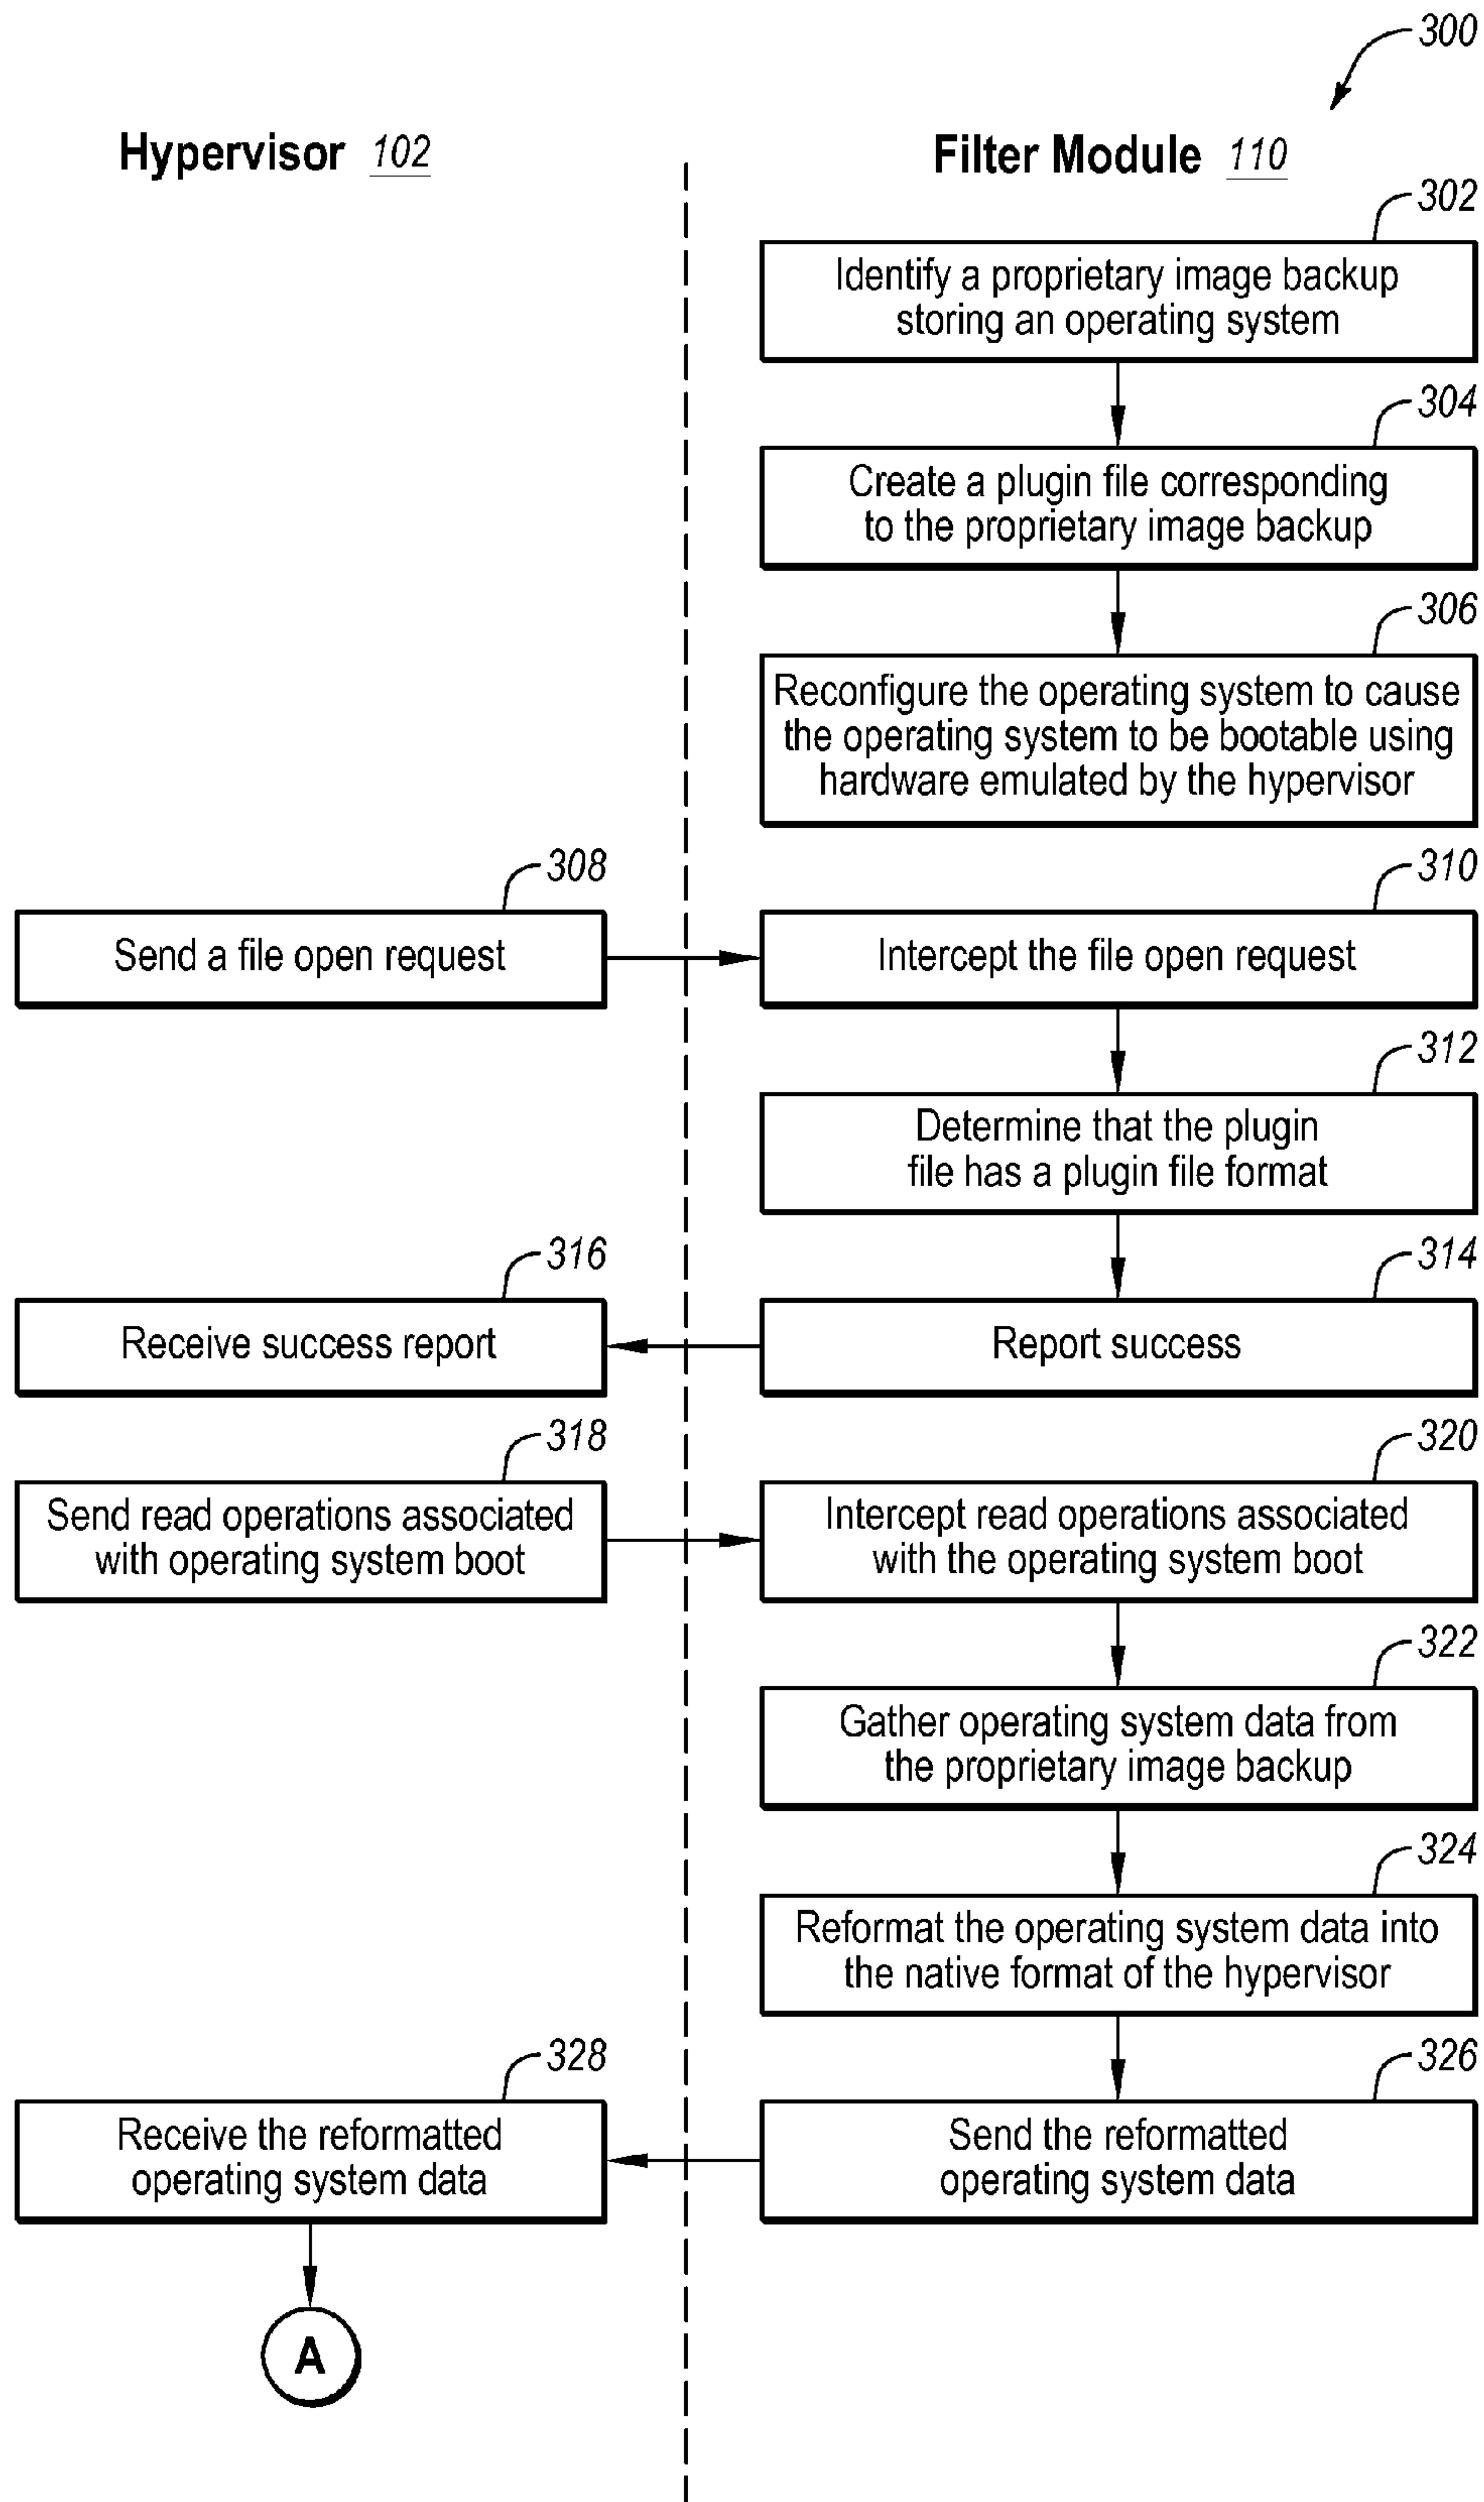 300
Hypervisor 102
Filter Module 110
302
Identify a proprietary image backup
storing an operating system
304
Create a plugin file corresponding
to the proprietary image backup
306
Reconfigure the operating system to cause
the operating system to be bootable using
hardware emulated by the hypervisor
308
Send a file open request
310
Intercept the file open request
312
Determine that the plugin
file has a plugin file format
316
Receive success report
314
Report success
318
Send read operations associated
with operating system boot
320
Intercept read operations associated
with the operating system boot
322
Gather operating system data from
the proprietary image backup
324
Reformat the operating system data into
the native format of the hypervisor
328
Receive the reformatted
operating system data
326
Send the reformatted
operating system data
A